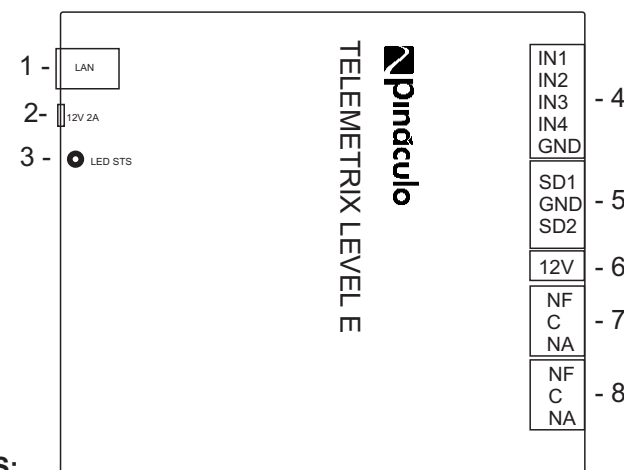 1 - LAN
2- 12V 2A
3 - LED STS
TELEMETRIX LEVEL E
pináculo
IN1
IN2
IN3
IN4
GND
- 4
SD1
GND
SD2
- 5
12V - 6
NF
C
NA
- 7
NF
C
NA
- 8
S: